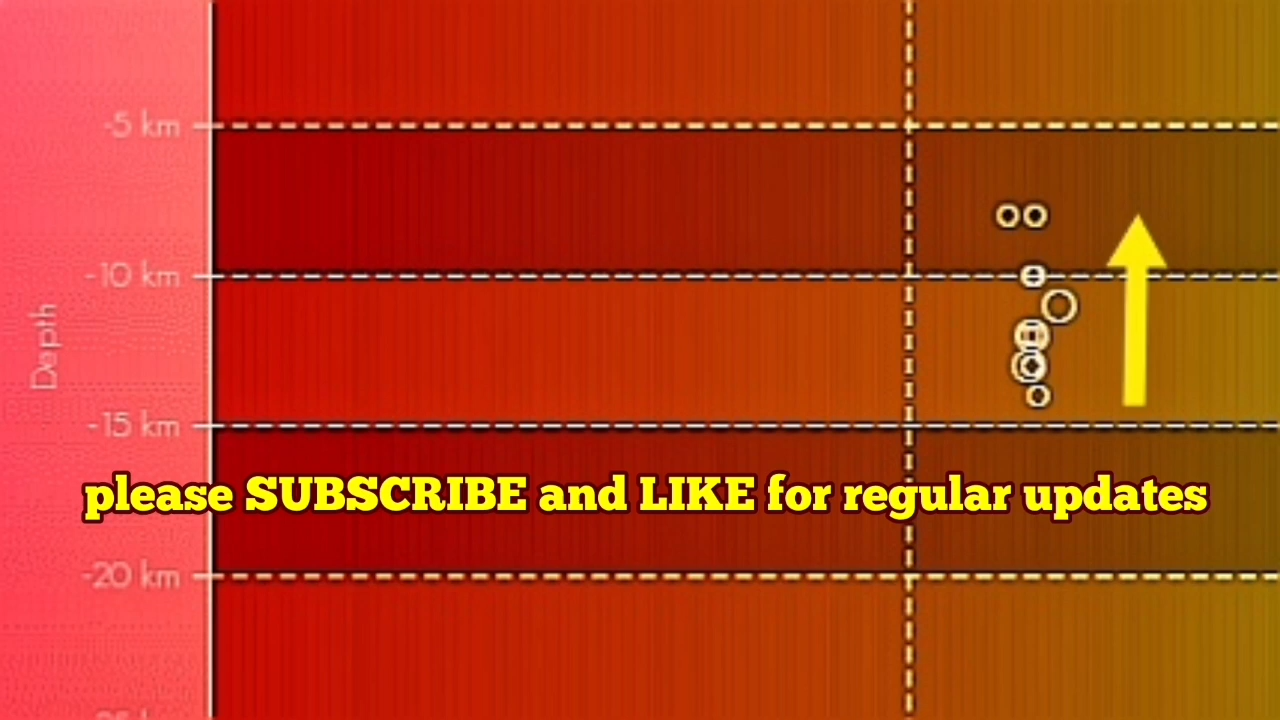 -5 km
-10 km
Depth
-15 km
please SUBSCRIBE and LIKE for regular updates
-20 km